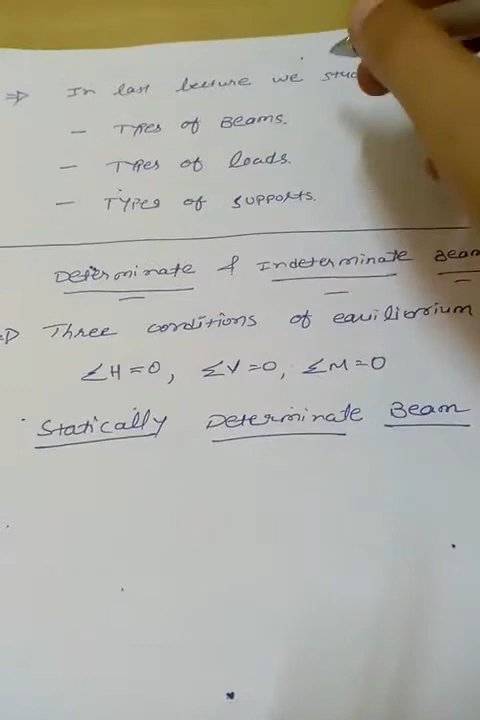 ⇒ In last lecture we stud
- Types of Beams.
- Types of loads.
- Types of supports.
Determinate & Indeterminate Beam
⇒ Three conditions of equilibrium
ΣH=0, ΣV=0, ΣM=0
Statically Determinate Beam